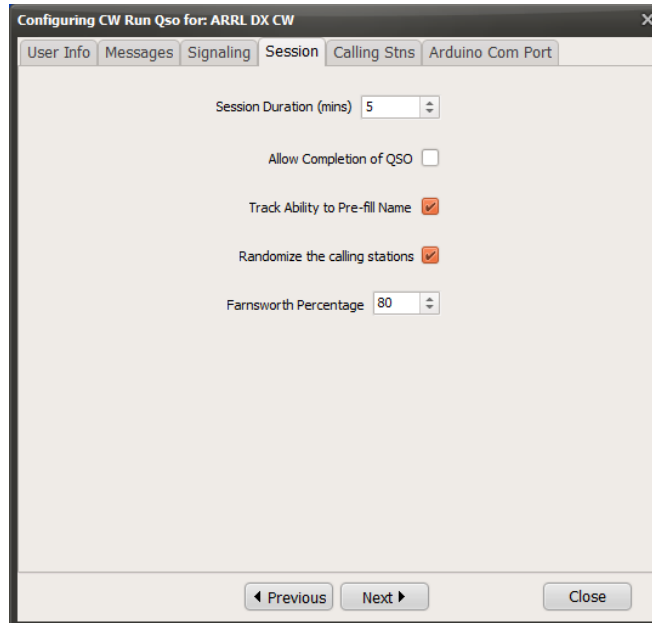 Configuring CW Run Qso for: ARRL DX CW
User Info Messages Signaling Session Calling Stns Arduino Com Port
Session Duration (mins) 5
Allow Completion of QSO
Track Ability to Pre-fill Name
Randomize the calling stations
Farnsworth Percentage 80
Previous Next Close